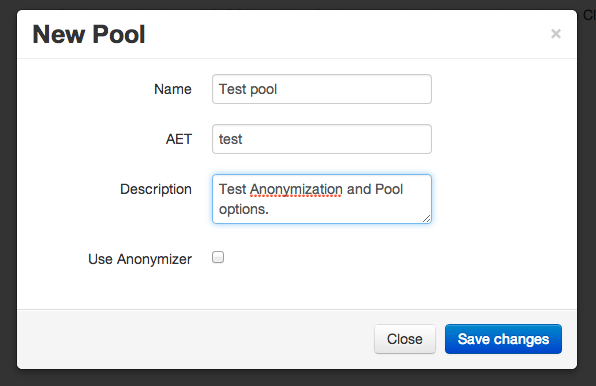 New Pool
×
Name
Test pool
AET
test
Description
Test Anonymization and Pool
options.
Use Anonymizer
Close
Save changes